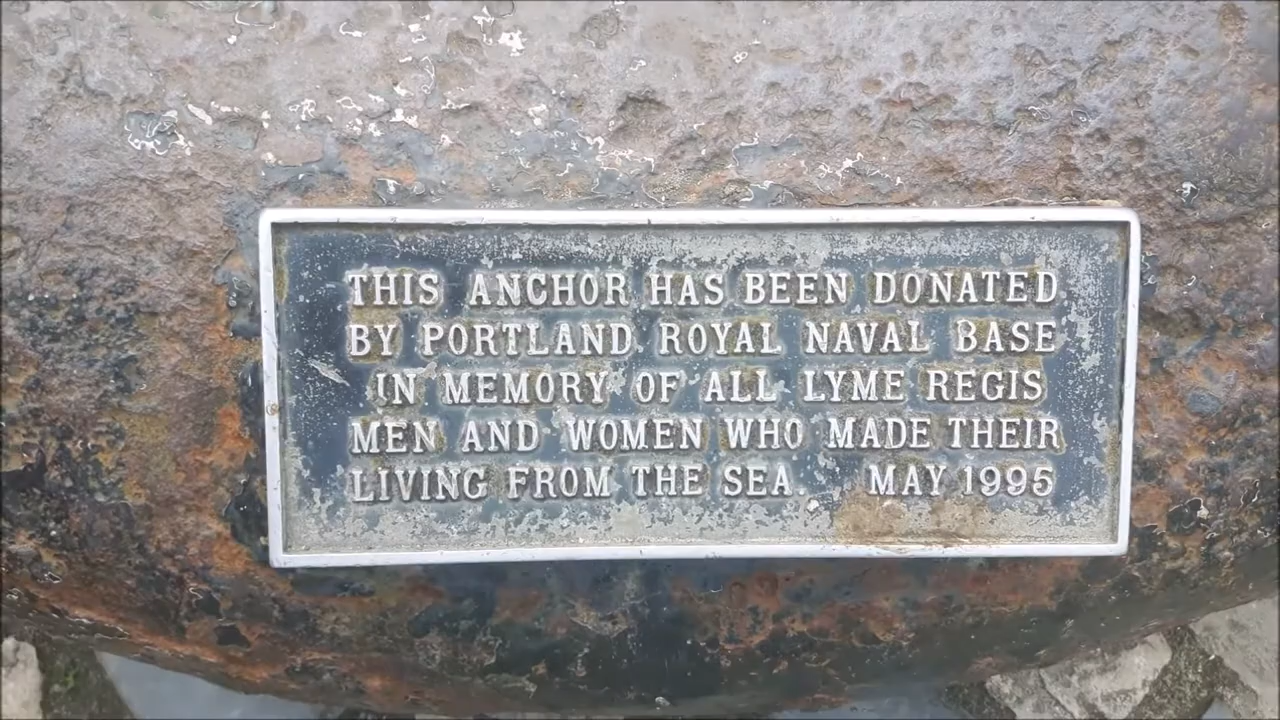 THIS ANCHOR HAS BEEN DONATED
BY PORTLAND ROYAL NAVAL BASE
IN MEMORY OF ALL LYME REGIS
MEN AND WOMEN WHO MADE THEIR
LIVING FROM THE SEA. MAY 1995